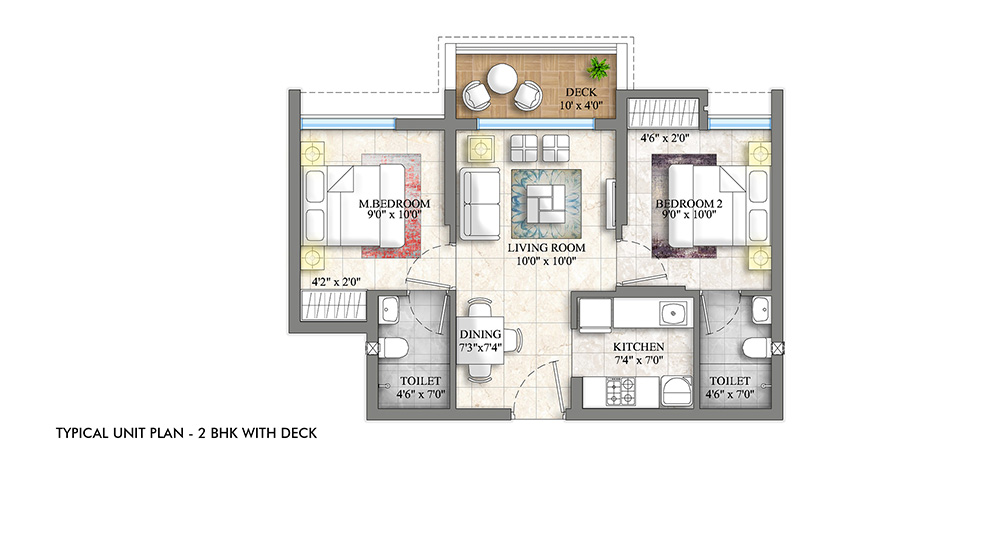 DECK
10' x 4'0"
4'6" x 2'0"
M.BEDROOM
9'0" x 10'0"
BEDROOM 2
9'0" x 10'0"
LIVING ROOM
10'0" x 10'0"
4'2" x 2'0"
DINING
7'3"x7'4"
KITCHEN
7'4" x 7'0"
TOILET
4'6" x 7'0"
TOILET
4'6" x 7'0"
TYPICAL UNIT PLAN - 2 BHK WITH DECK